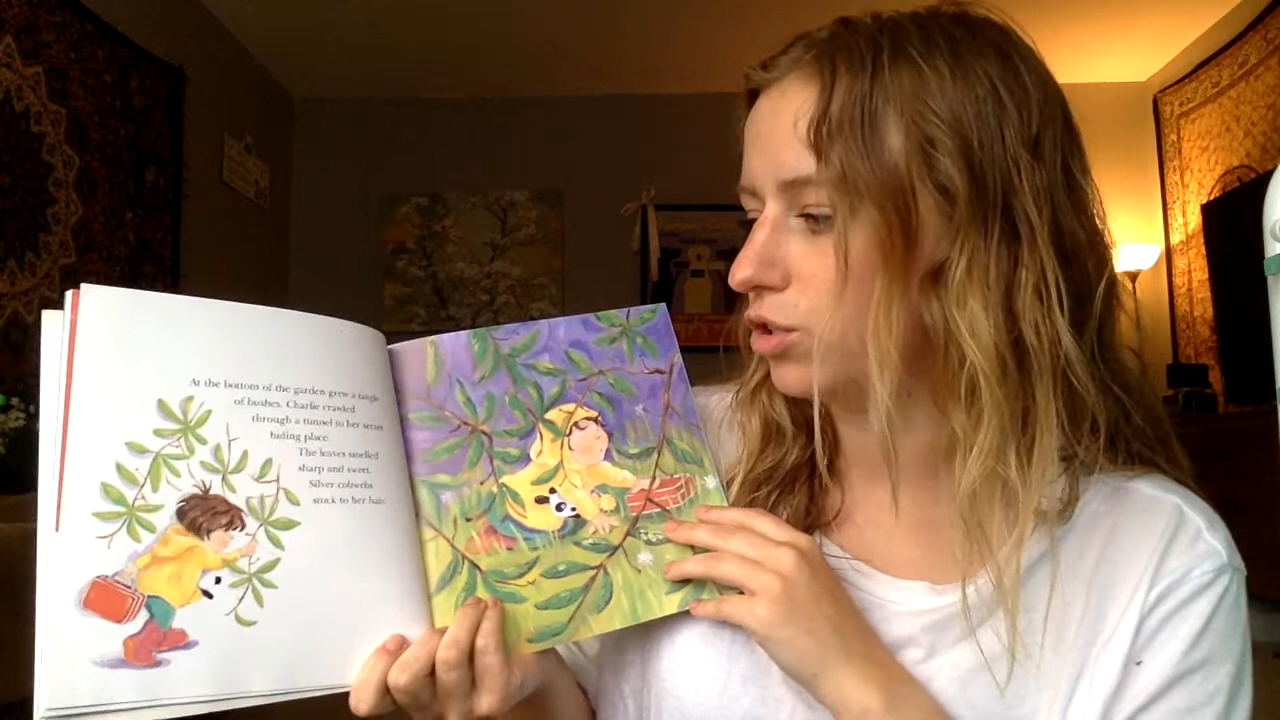 At the bottom of the garden grew a tangle
of bushes. Charlie crawled
through a tunnel to her secret
hiding place.
The leaves smelled
sharp and sweet.
Silver cobwebs
stuck to her hair.